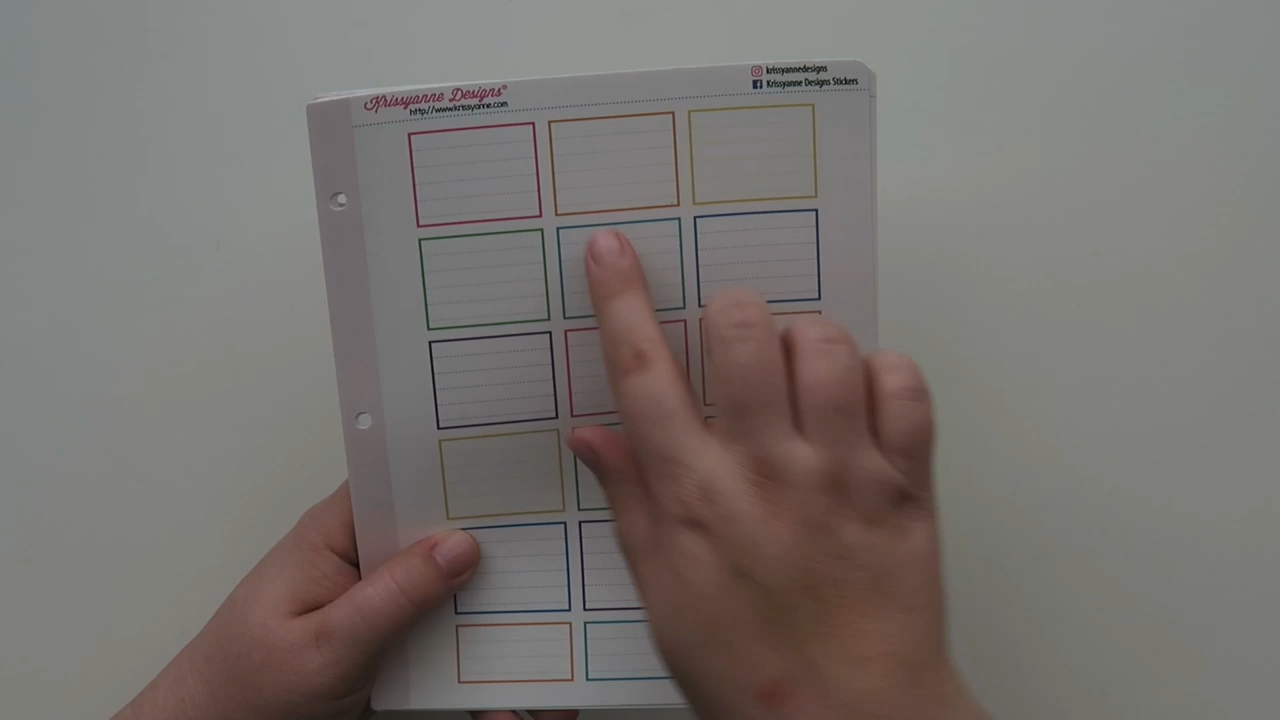 Krissyanne Designs®
http://www.krissyanne.com
krissyannedesigns
Krissyanne Designs Stickers